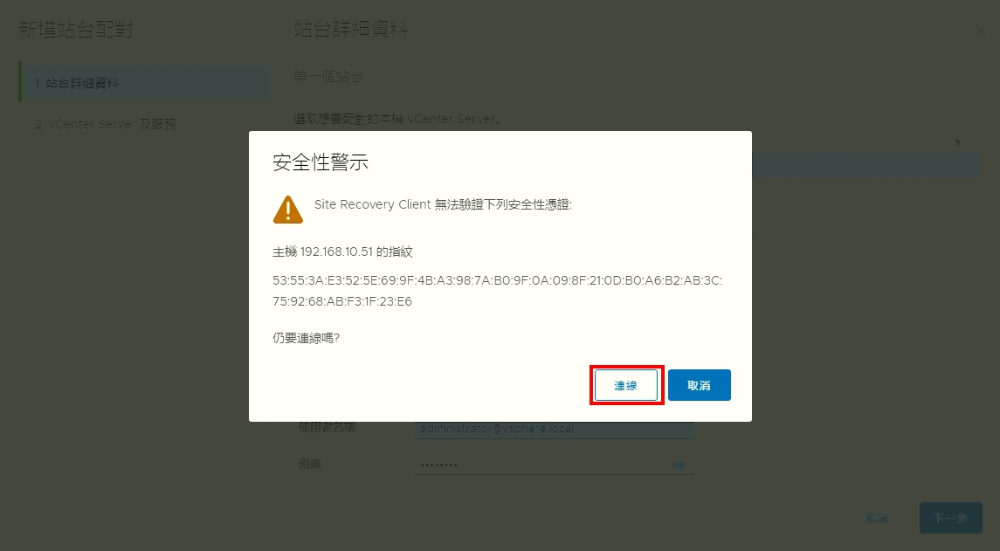 新增站台配對
站台詳細資料
1 站台詳細資料
第一個站台
2 vCenter Server 及服務
選取想要配對的本機 vCenter Server。
安全性警示
Site Recovery Client 無法驗證下列安全性憑證:
主機 192.168.10.51 的指紋
53:55:3A:E3:52:5E:69:9F:4B:A3:98:7A:B0:9F:0A:09:8F:21:0D:B0:A6:B2:AB:3C:
75:92:68:AB:F3:1F:23:E6
仍要連線嗎?
連線
取消
使用者名稱
administrator@vsphere.local
密碼
••••••••
取消
下一步